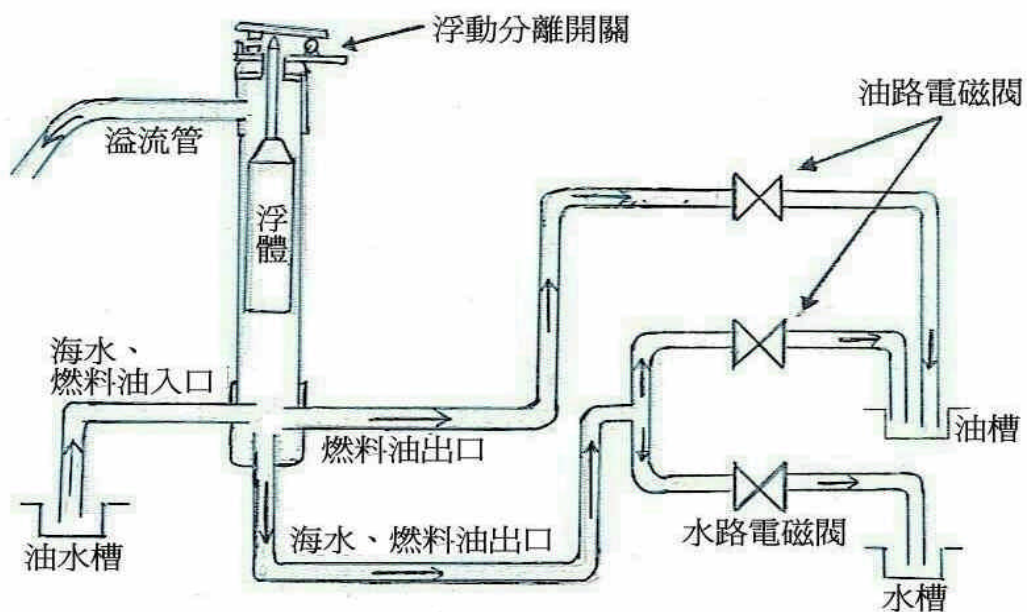 浮動分離開關
油路電磁閥
溢流管
浮
體
海水、
燃料油入口
燃料油出口
油槽
海水、燃料油出口
水路電磁閥
油水槽
水槽